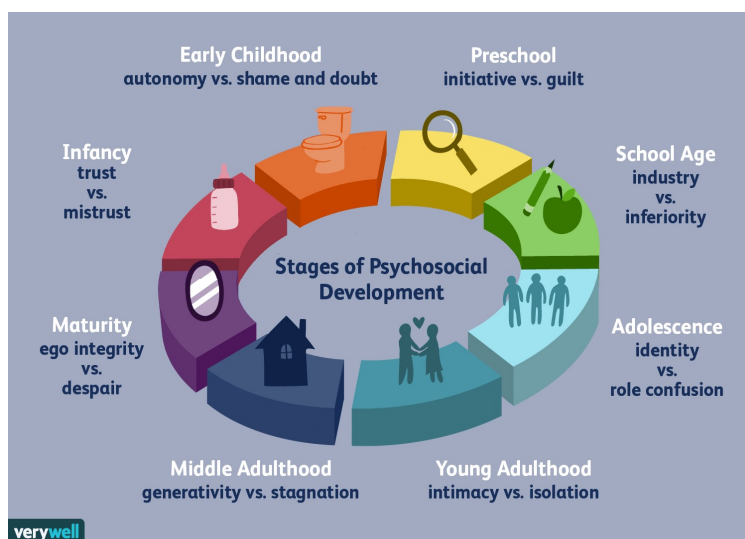 Early Childhood
autonomy vs. shame and doubt
Preschool
initiative vs. guilt
Infancy
trust
vs.
mistrust
School Age
industry
vs.
inferiority
Stages of Psychosocial
Development
Maturity
ego integrity
vs.
despair
Adolescence
identity
vs.
role confusion
Middle Adulthood
generativity vs. stagnation
Young Adulthood
intimacy vs. isolation
verywell